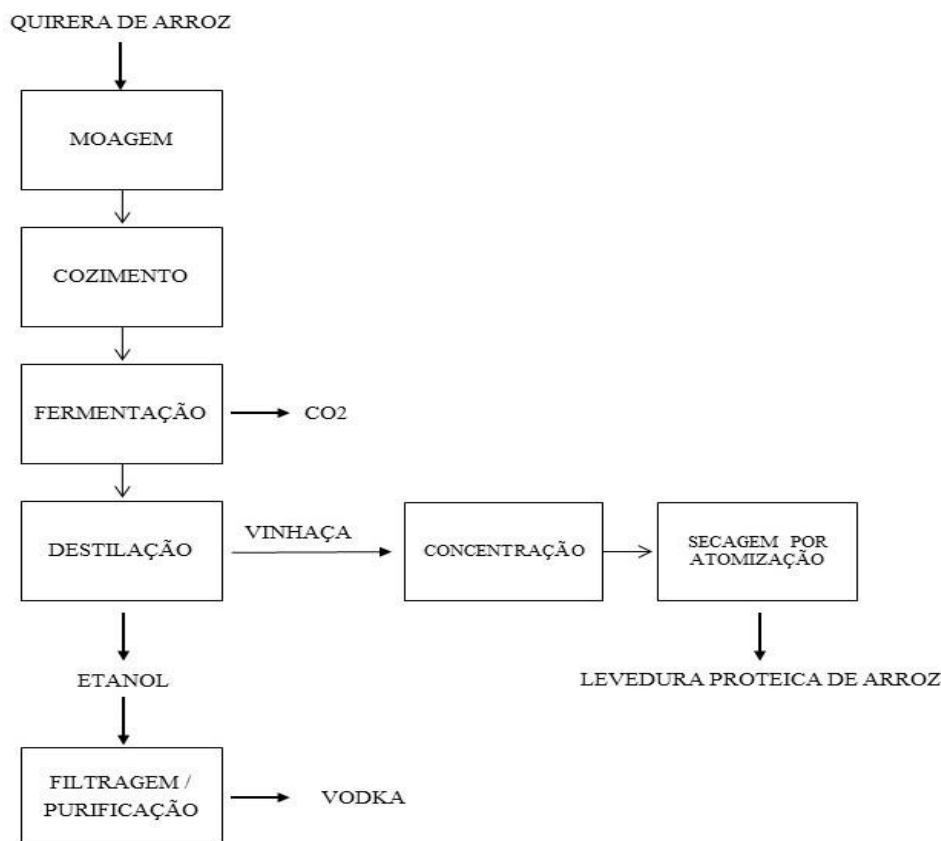 QUIRERA DE ARROZ
MOAGEM
COZIMENTO
FERMENTAÇÃO
CO2
DESTILAÇÃO
VINHAÇA
CONCENTRAÇÃO
SECAGEM POR
ATOMIZAÇÃO
ETANOL
LEVEDURA PROTEICA DE ARROZ
FILTRAGEM /
PURIFICAÇÃO
VODKA